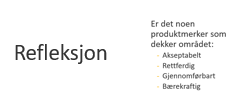 Refleksjon
Er det noen
produktmerker som
dekker området:
Akseptabelt
Rettferdig
Gjennomførbart
Bærekraftig